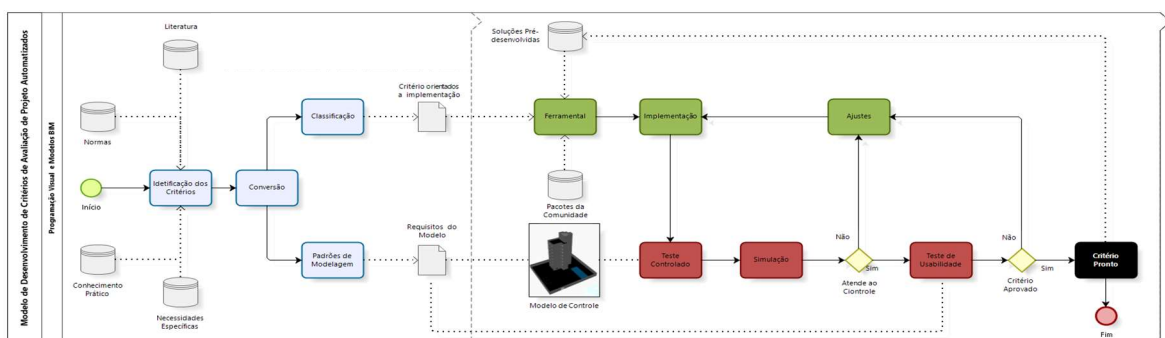 Modelo de Desenvolvimento de Critérios de Avaliação de Projeto Automatizados
Programação Visual e Modelos BIM
Literatura
Normas
Início
Idetificação dos
Critérios
Conversão
Conhecimento
Prático
Necessidades
Específicas
Classificação
Critério orientados
a implementação
Padrões de
Modelagem
Requisitos do
Modelo
Soluções Pré-
desenvolvidas
Ferramental
Implementação
Ajustes
Pacotes da
Comunidade
Modelo de Controle
Teste
Controlado
Simulação
Não
Sim
Atende ao
Ciontrole
Teste de
Usabilidade
Não
Sim
Critério
Aprovado
Critério
Pronto
Fim